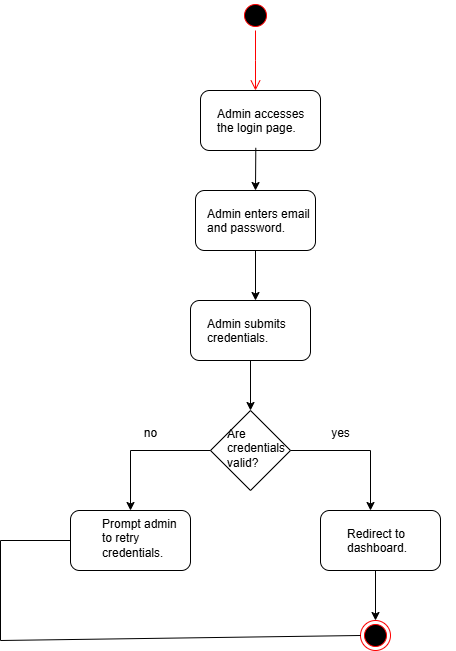 Admin accesses
the login page.
Admin enters email
and password.
Admin submits
credentials.
Are
credentials
valid?
no
yes
Prompt admin
to retry
credentials.
Redirect to
dashboard.